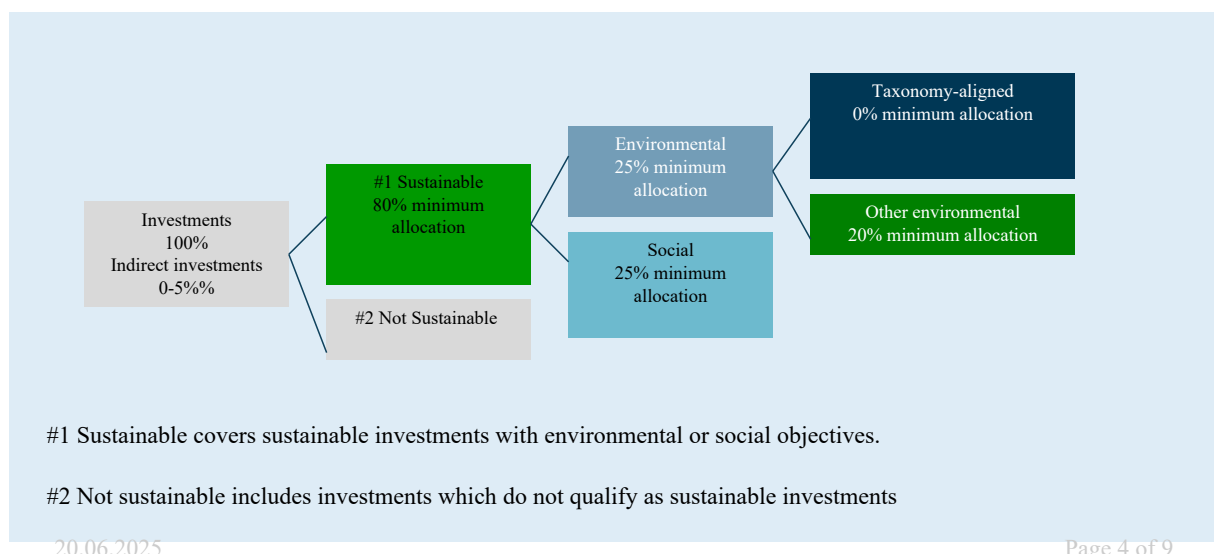 Investments
100%
Indirect investments
0-5%%
#1 Sustainable
80% minimum
allocation
#2 Not Sustainable
Environmental
25% minimum
allocation
Social
25% minimum
allocation
Taxonomy-aligned
0% minimum allocation
Other environmental
20% minimum allocation
#1 Sustainable covers sustainable investments with environmental or social objectives.
#2 Not sustainable includes investments which do not qualify as sustainable investments
20.06.2025
Page 4 of 9